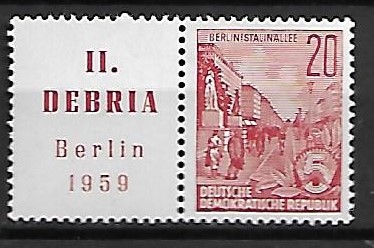 II.
DEBRIA
Berlin
1959
BERLIN STALINALLEE
20
5
DEUTSCHE
DEMOKRATISCHE REPUBLIK